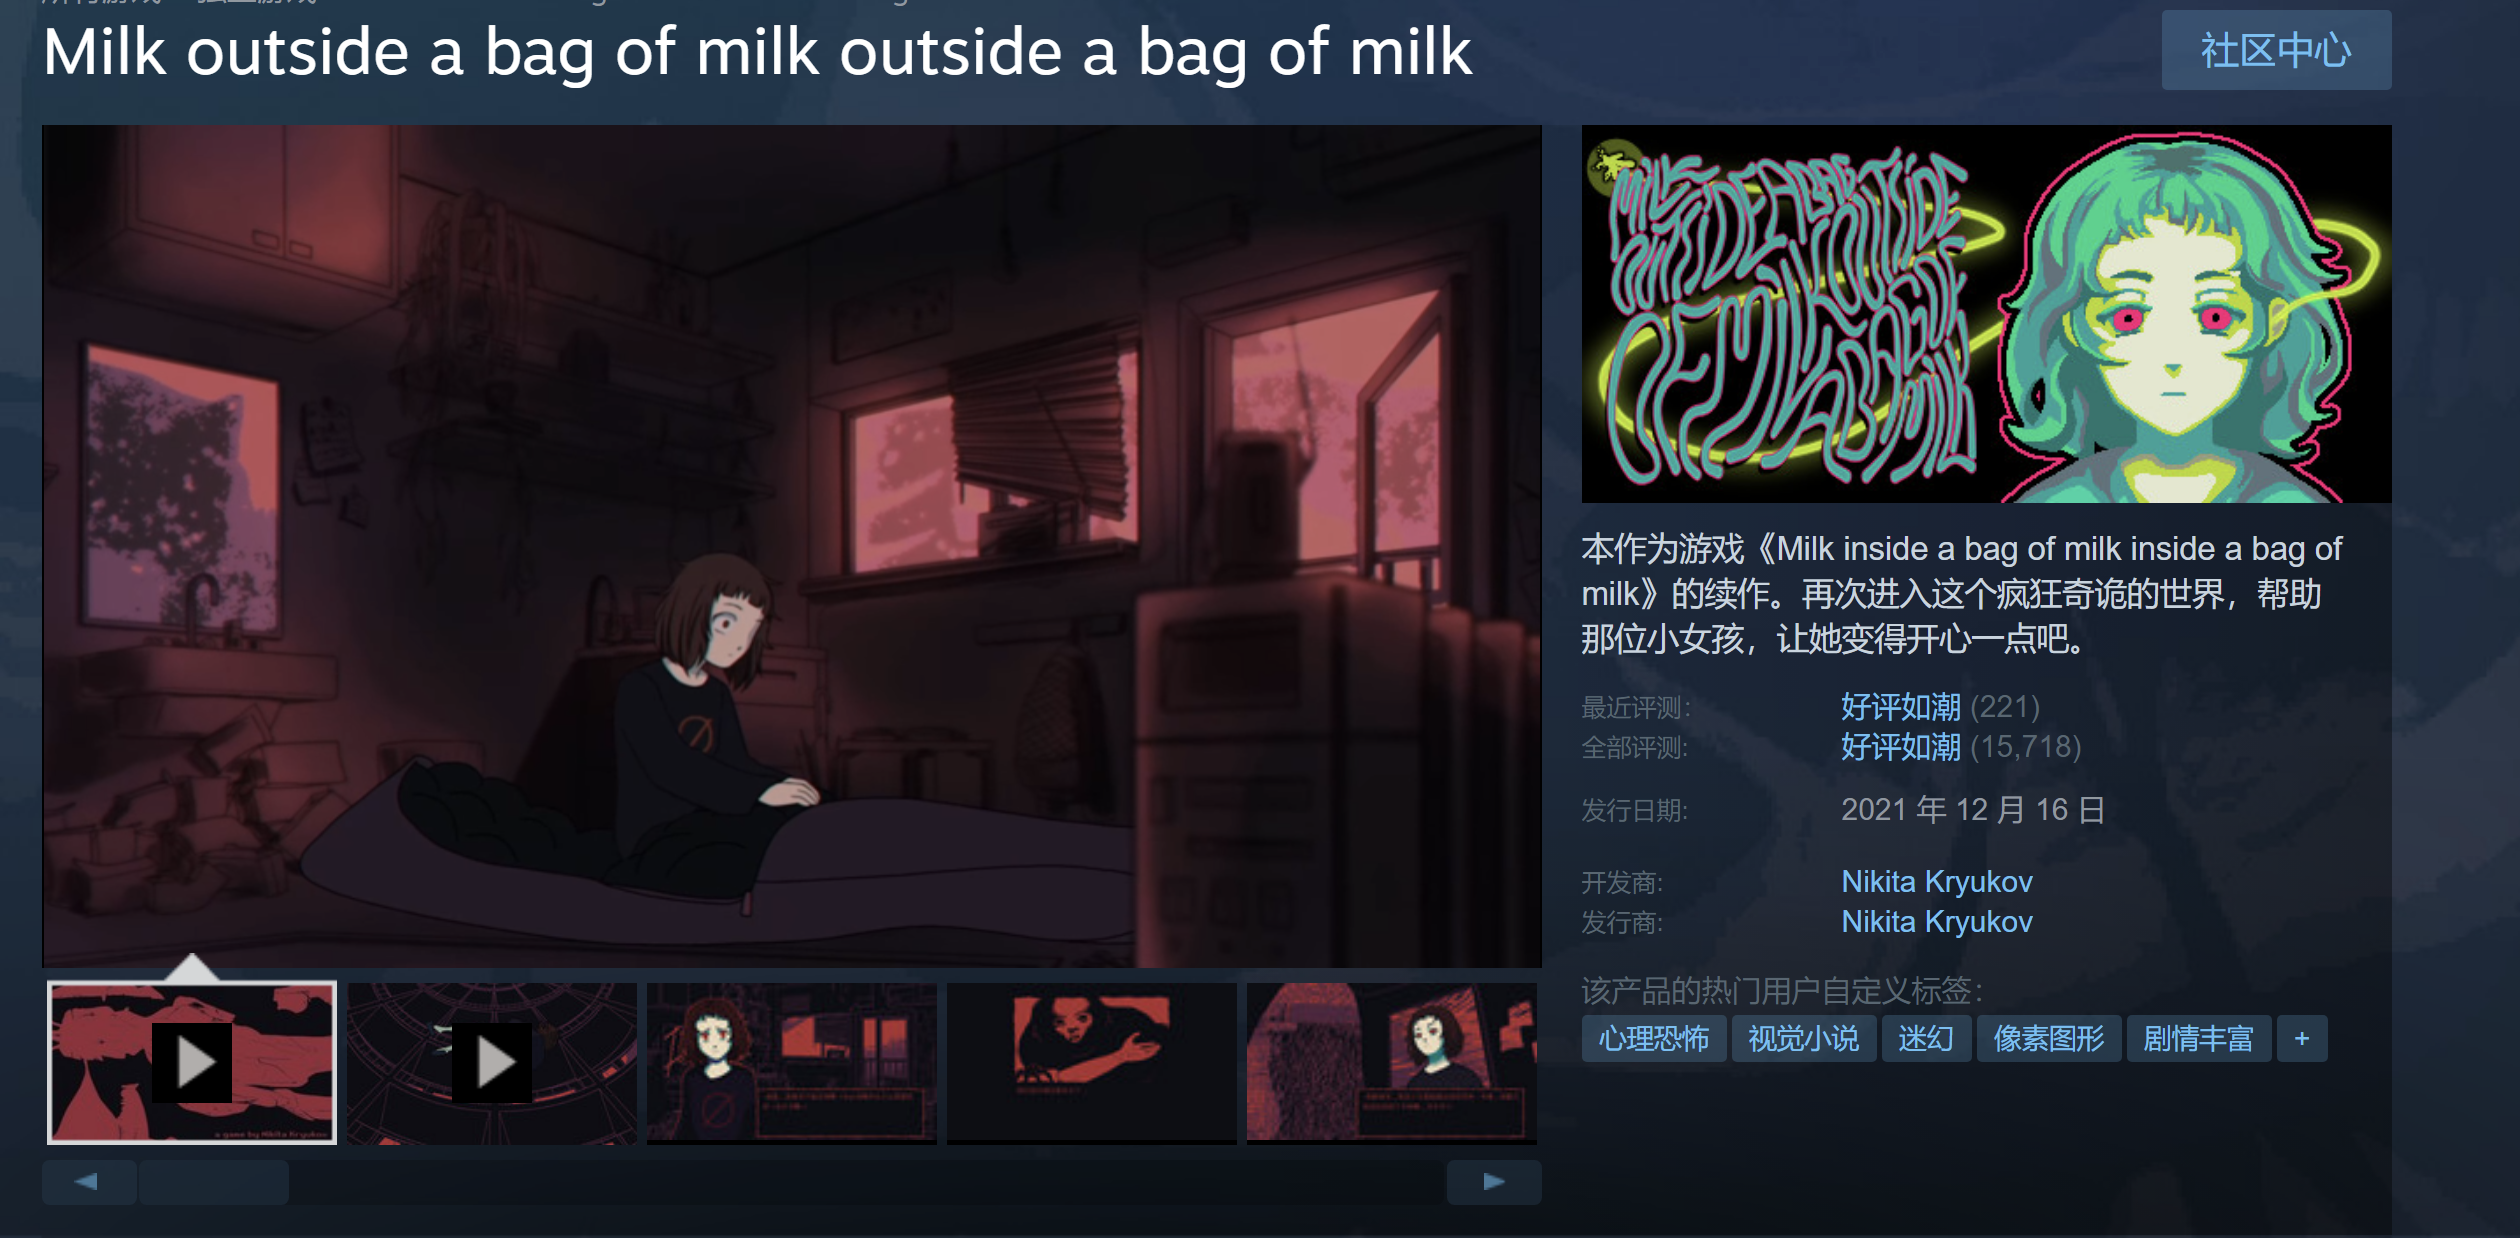 Milk outside a bag of milk outside a bag of milk
社区中心
本作为游戏《Milk inside a bag of milk inside a bag of
milk》的续作。再次进入这个疯狂奇诡的世界，帮助
那位小女孩，让她变得开心一点吧。
最近评测: 好评如潮 (221)
全部评测: 好评如潮 (15,718)
发行日期: 2021 年 12 月 16 日
开发商: Nikita Kryukov
发行商: Nikita Kryukov
该产品的热门用户自定义标签:
心理恐怖 视觉小说 迷幻 像素图形 剧情丰富 +
a game by Nikita Kryukov